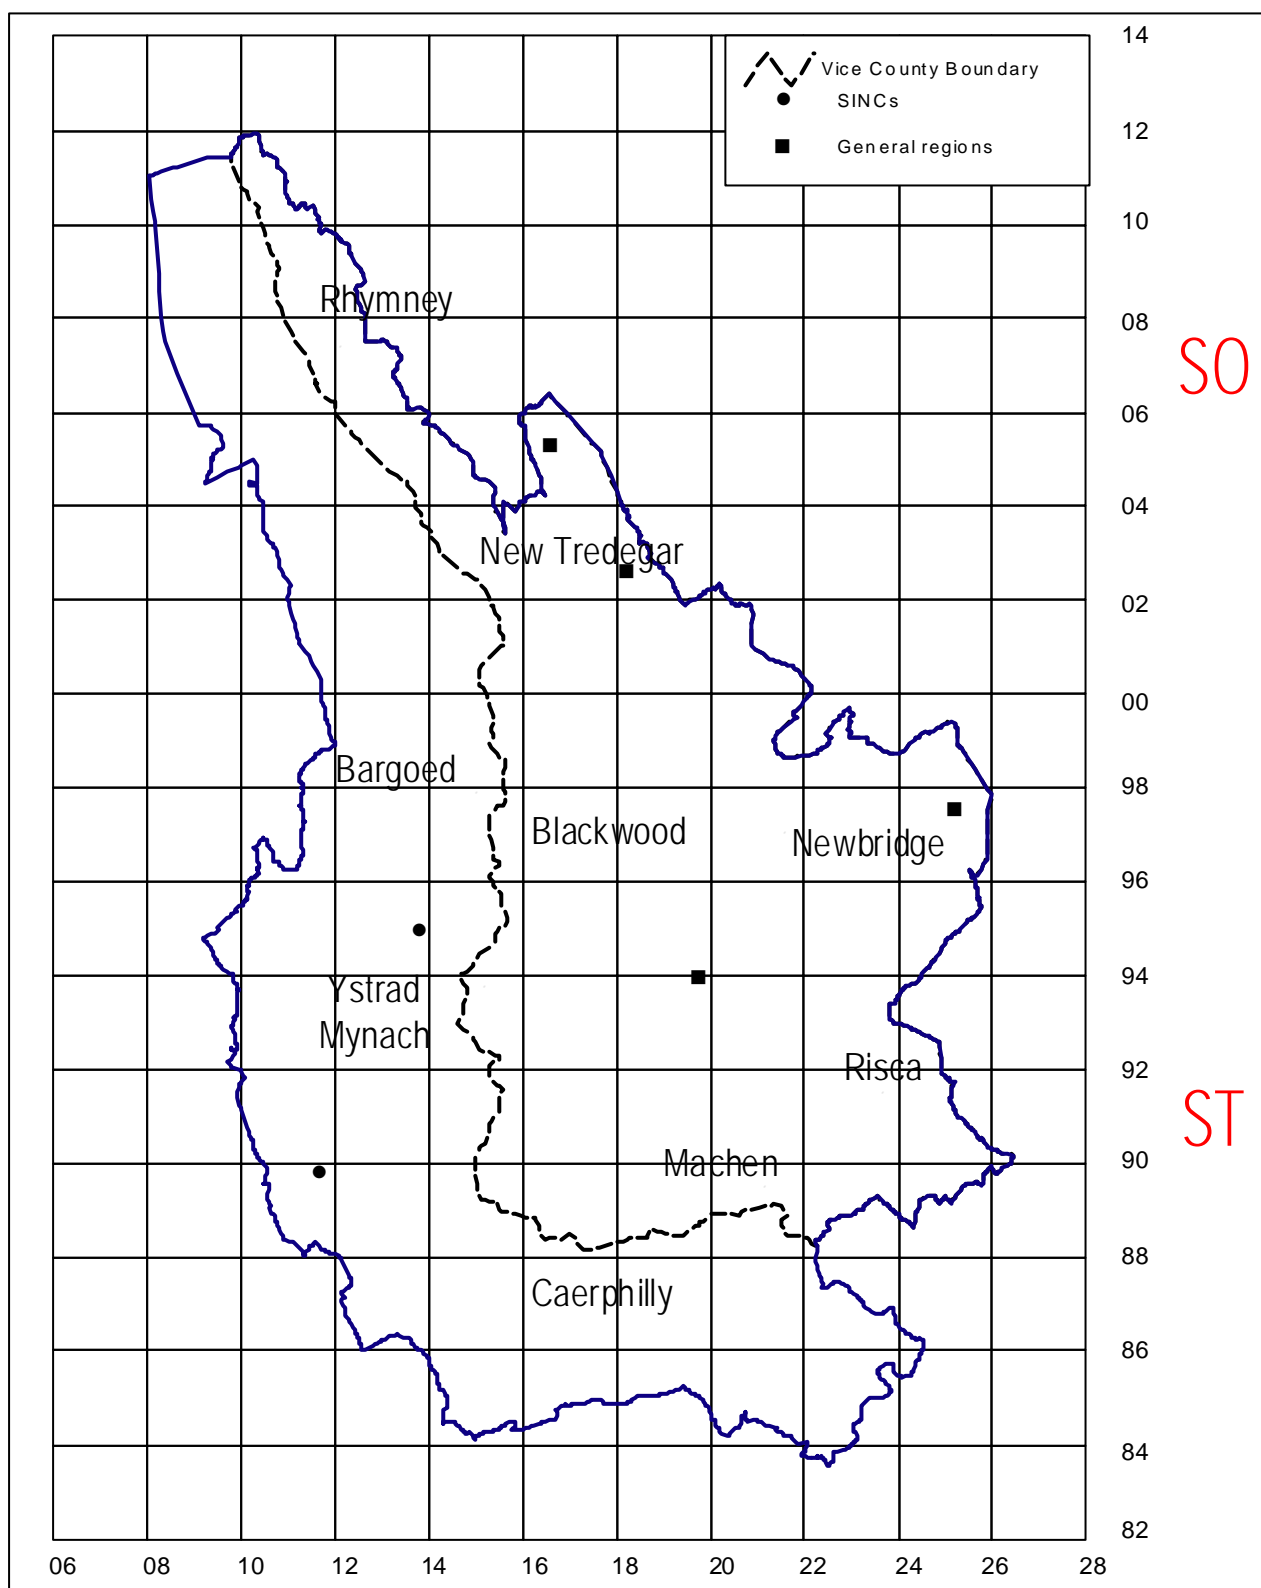 14
Vice County Boundary
SINCs
12
General regions
10
Rhymney
08
SO
06
04
New Tredegar
02
00
Bargoed
98
Blackwood
Newbridge
96
94
Ystrad
Mynach
Risca
92
ST
Machen
90
88
Caerphilly
86
84
82
06 08 10 12 14 16 18 20 22 24 26 28